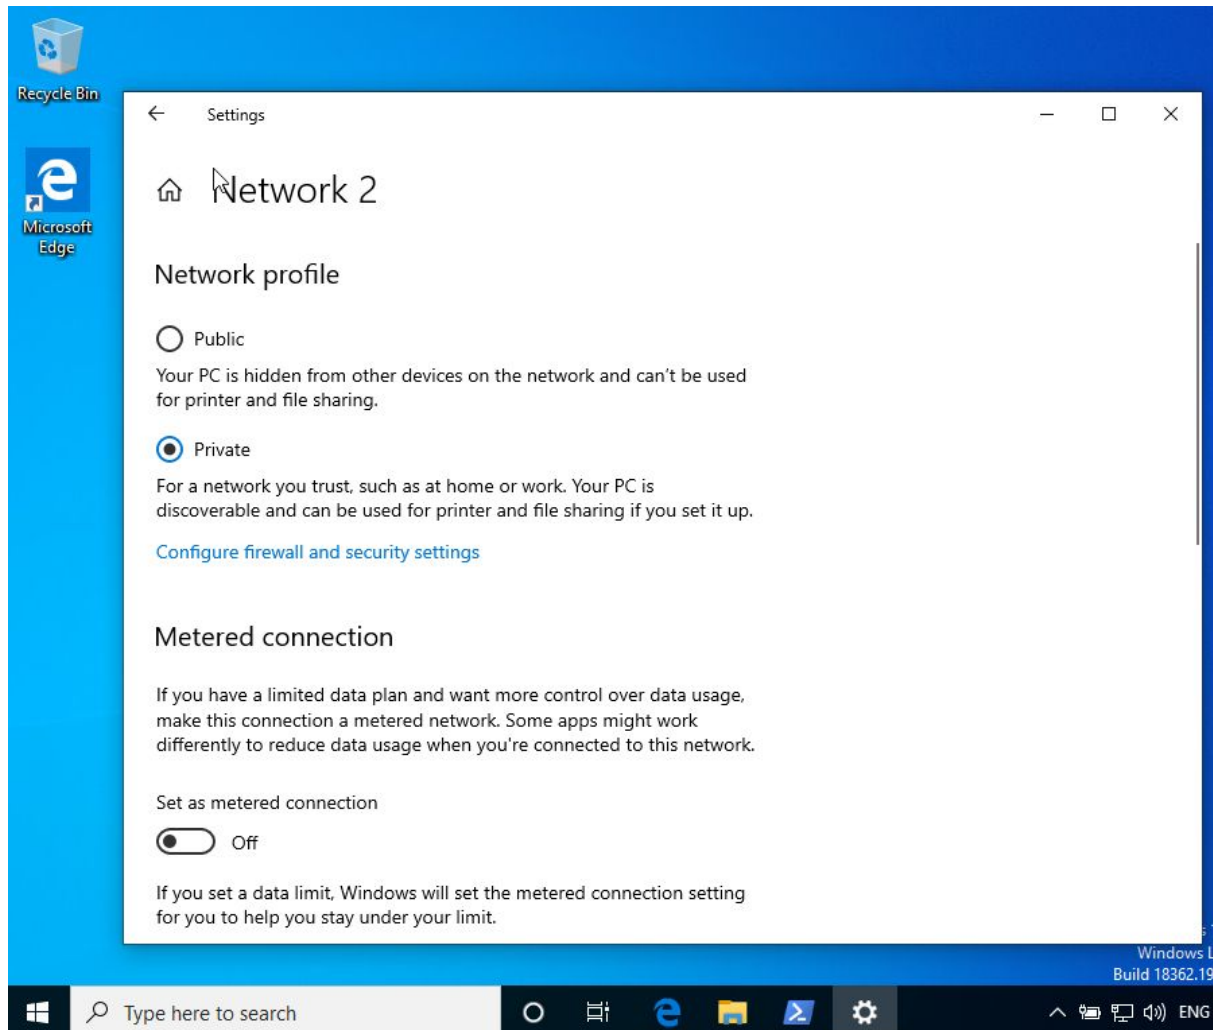 Recycle Bin
Microsoft
Edge
Settings
Network 2
Network profile
Public
Your PC is hidden from other devices on the network and can't be used
for printer and file sharing.
Private
For a network you trust, such as at home or work. Your PC is
discoverable and can be used for printer and file sharing if you set it up.
Configure firewall and security settings
Metered connection
If you have a limited data plan and want more control over data usage,
make this connection a metered network. Some apps might work
differently to reduce data usage when you're connected to this network.
Set as metered connection
Off
If you set a data limit, Windows will set the metered connection setting
for you to help you stay under your limit.
Windows L
Build 18362.19
Type here to search
ENG